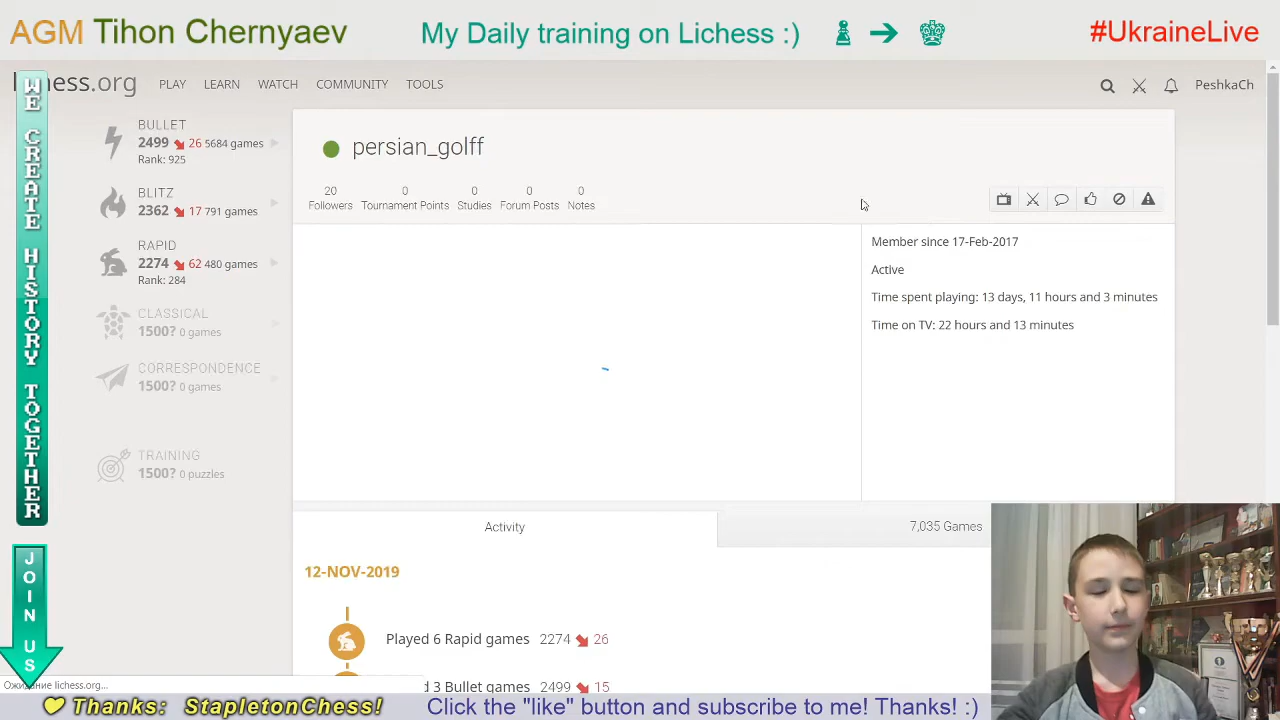 AGM Tihon Chernyaev
My Daily training on Lichess :)
#UkraineLive
hess.org
PLAY
LEARN
WATCH
COMMUNITY
TOOLS
PeshkaCh
WE CREATE HISTORY TOGETHER
JOIN US
BULLET
2499 26 5684 games
Rank: 925
BLITZ
2362 17 791 games
RAPID
2274 62 480 games
Rank: 284
CLASSICAL
1500? 0 games
CORRESPONDENCE
1500? 0 games
TRAINING
1500? 0 puzzles
persian_golff
20 0 0 0 0
Followers Tournament Points Studies Forum Posts Notes
Member since 17-Feb-2017
Active
Time spent playing: 13 days, 11 hours and 3 minutes
Time on TV: 22 hours and 13 minutes
Activity
7,035 Games
12-NOV-2019
Played 6 Rapid games 2274 26
d 3 Bullet games 2499 15
Ожидание lichess.org...
Thanks: StapletonChess!
Click the "like" button and subscribe to me! Thanks! :)